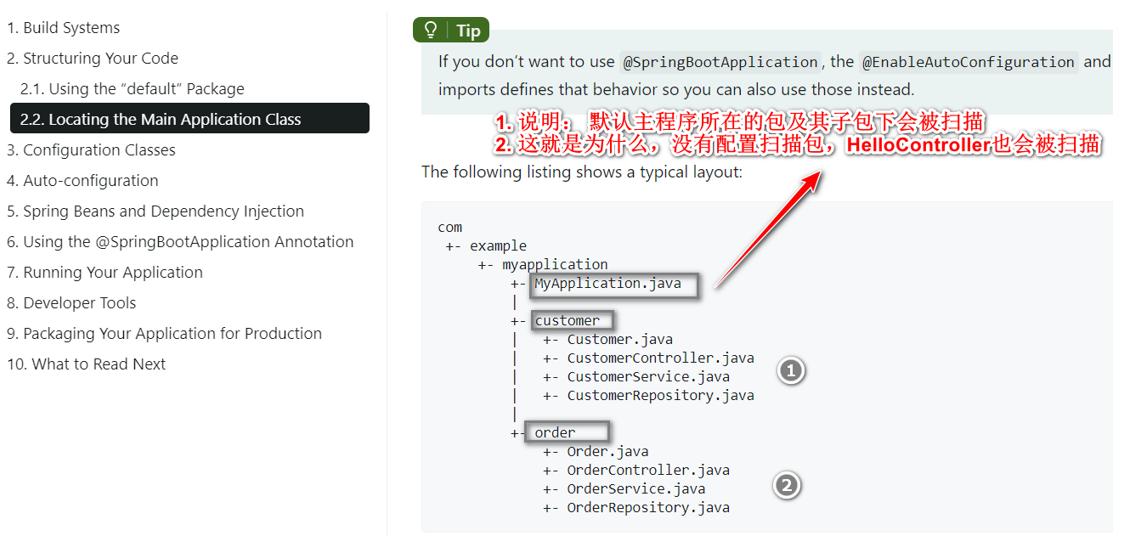 1. Build Systems
2. Structuring Your Code
2.1. Using the “default” Package
2.2. Locating the Main Application Class
3. Configuration Classes
4. Auto-configuration
5. Spring Beans and Dependency Injection
6. Using the @SpringBootApplication Annotation
7. Running Your Application
8. Developer Tools
9. Packaging Your Application for Production
10. What to Read Next
Tip
If you don’t want to use @SpringBootApplication, the @EnableAutoConfiguration and
imports defines that behavior so you can also use those instead.
1. 说明： 默认主程序所在的包及其子包下会被扫描
2. 这就是为什么，没有配置扫描包，HelloController也会被扫描
The following listing shows a typical layout:
com
+- example
+- myapplication
+- MyApplication.java
|
+- customer
| +- Customer.java
| +- CustomerController.java
| +- CustomerService.java
| +- CustomerRepository.java
|
+- order
+- Order.java
+- OrderController.java
+- OrderService.java
+- OrderRepository.java
1
2